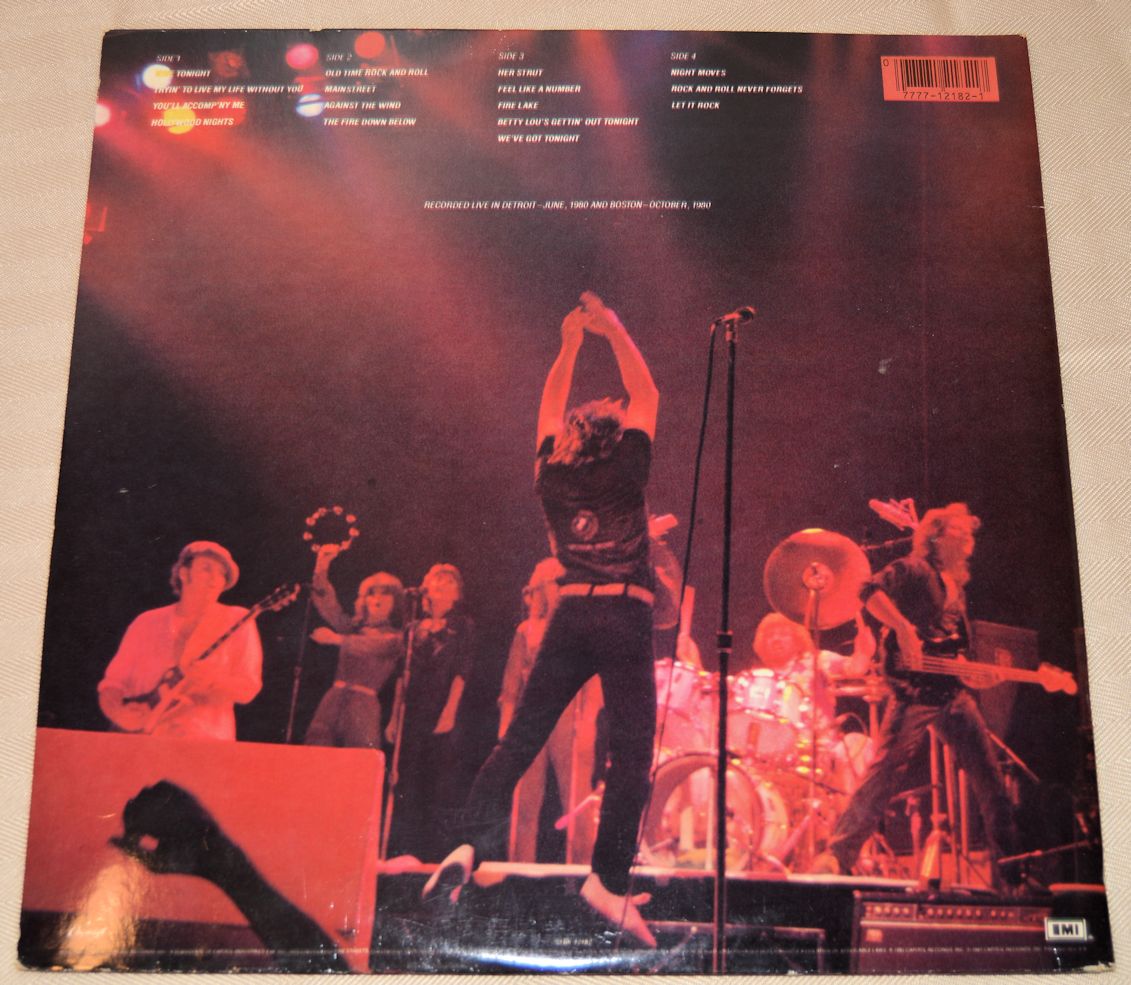 SIDE 1
TONIGHT
TRYIN' TO LIVE MY LIFE WITHOUT YOU
YOU'LL ACCOMP'NY ME
HOLLYWOOD NIGHTS
SIDE 2
OLD TIME ROCK AND ROLL
MAINSTREET
AGAINST THE WIND
THE FIRE DOWN BELOW
SIDE 3
HER STRUT
FEEL LIKE A NUMBER
FIRE LAKE
BETTY LOU'S GETTIN' OUT TONIGHT
WE'VE GOT TONIGHT
SIDE 4
NIGHT MOVES
ROCK AND ROLL NEVER FORGETS
LET IT ROCK
0
7777-12182-1
RECORDED LIVE IN DETROIT–JUNE, 1980 AND BOSTON–OCTOBER, 1980
EMI